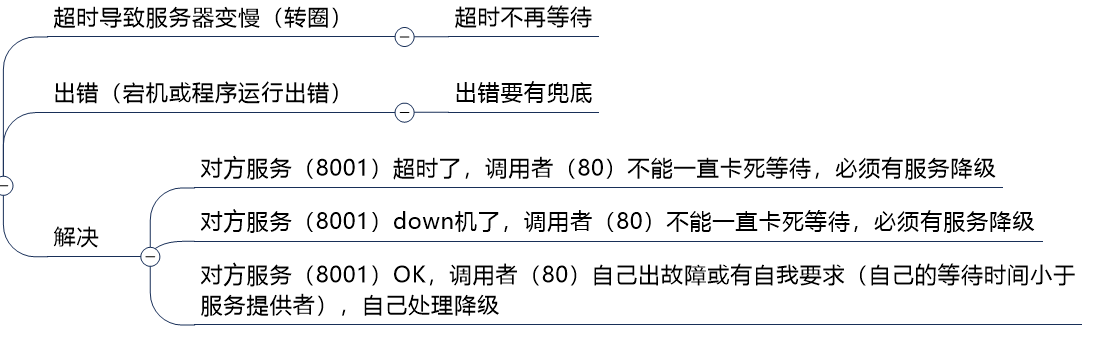 超时导致服务器变慢（转圈）
超时不再等待
出错（宕机或程序运行出错）
出错要有兜底
对方服务（8001）超时了，调用者（80）不能一直卡死等待，必须有服务降级
对方服务（8001）down机了，调用者（80）不能一直卡死等待，必须有服务降级
解决
对方服务（8001）OK，调用者（80）自己出故障或有自我要求（自己的等待时间小于
服务提供者），自己处理降级